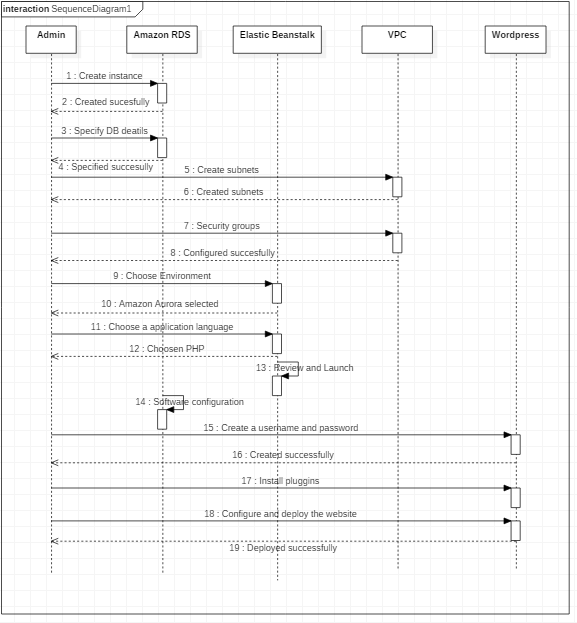 interaction SequenceDiagram1
Admin
Amazon RDS
Elastic Beanstalk
VPC
Wordpress
1 : Create instance
2 : Created sucesfully
3 : Specify DB deatils
4 : Specified succesully
5 : Create subnets
6 : Created subnets
7 : Security groups
8 : Configured succesfully
9 : Choose Environment
10 : Amazon Aurora selected
11 : Choose a application language
12 : Choosen PHP
13 : Review and Launch
14 : Software configuration
15 : Create a username and password
16 : Created successfully
17 : Install pluggins
18 : Configure and deploy the website
19 : Deployed successfully